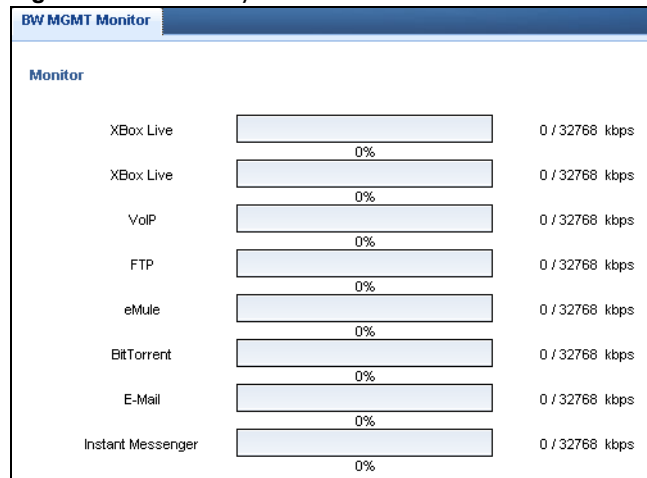 BW MGMT Monitor
Monitor
XBox Live 0 / 32768 kbps
0%
XBox Live 0 / 32768 kbps
0%
VoIP 0 / 32768 kbps
0%
FTP 0 / 32768 kbps
0%
eMule 0 / 32768 kbps
0%
BitTorrent 0 / 32768 kbps
0%
E-Mail 0 / 32768 kbps
0%
Instant Messenger 0 / 32768 kbps
0%